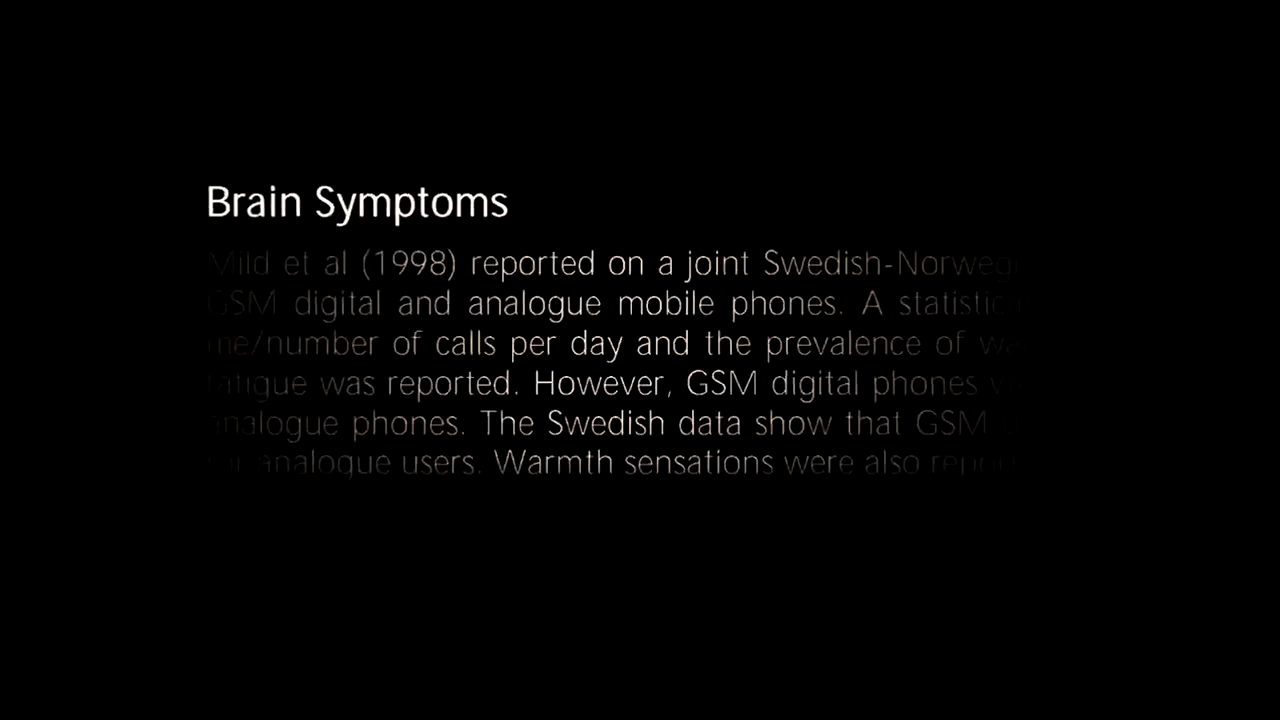 Brain Symptoms
Mild et al (1998) reported on a joint Swedish-Norweg
GSM digital and analogue mobile phones. A statistic
me/number of calls per day and the prevalence of wa
fatigue was reported. However, GSM digital phones
analogue phones. The Swedish data show that GSM
for analogue users. Warmth sensations were also repor